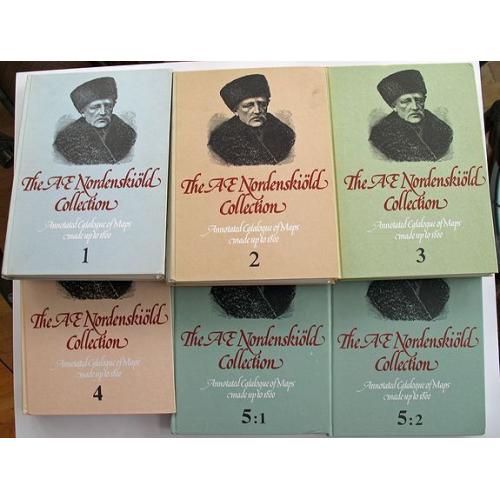 The A·E Nordenskiöld
Collection
Annotated Catalogue of Maps
made up to 1800
1
The A·E Nordenskiöld
Collection
Annotated Catalogue of Maps
made up to 1800
2
The A·E Nordenskiöld
Collection
Annotated Catalogue of Maps
made up to 1800
3
The A·E Nordenskiöld
Collection
Annotated Catalogue of Maps
made up to 1800
4
The A·E Nordenskiöld
Collection
Annotated Catalogue of Maps
made up to 1800
5:1
The A·E Nordenskiöld
Collection
Annotated Catalogue of Maps
made up to 1800
5:2